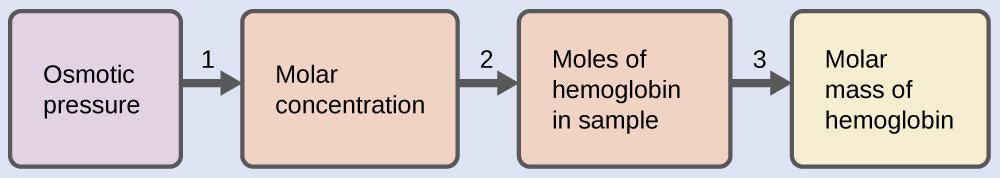 Osmotic
pressure
1
Molar
concentration
2
Moles of
hemoglobin
in sample
3
Molar
mass of
hemoglobin